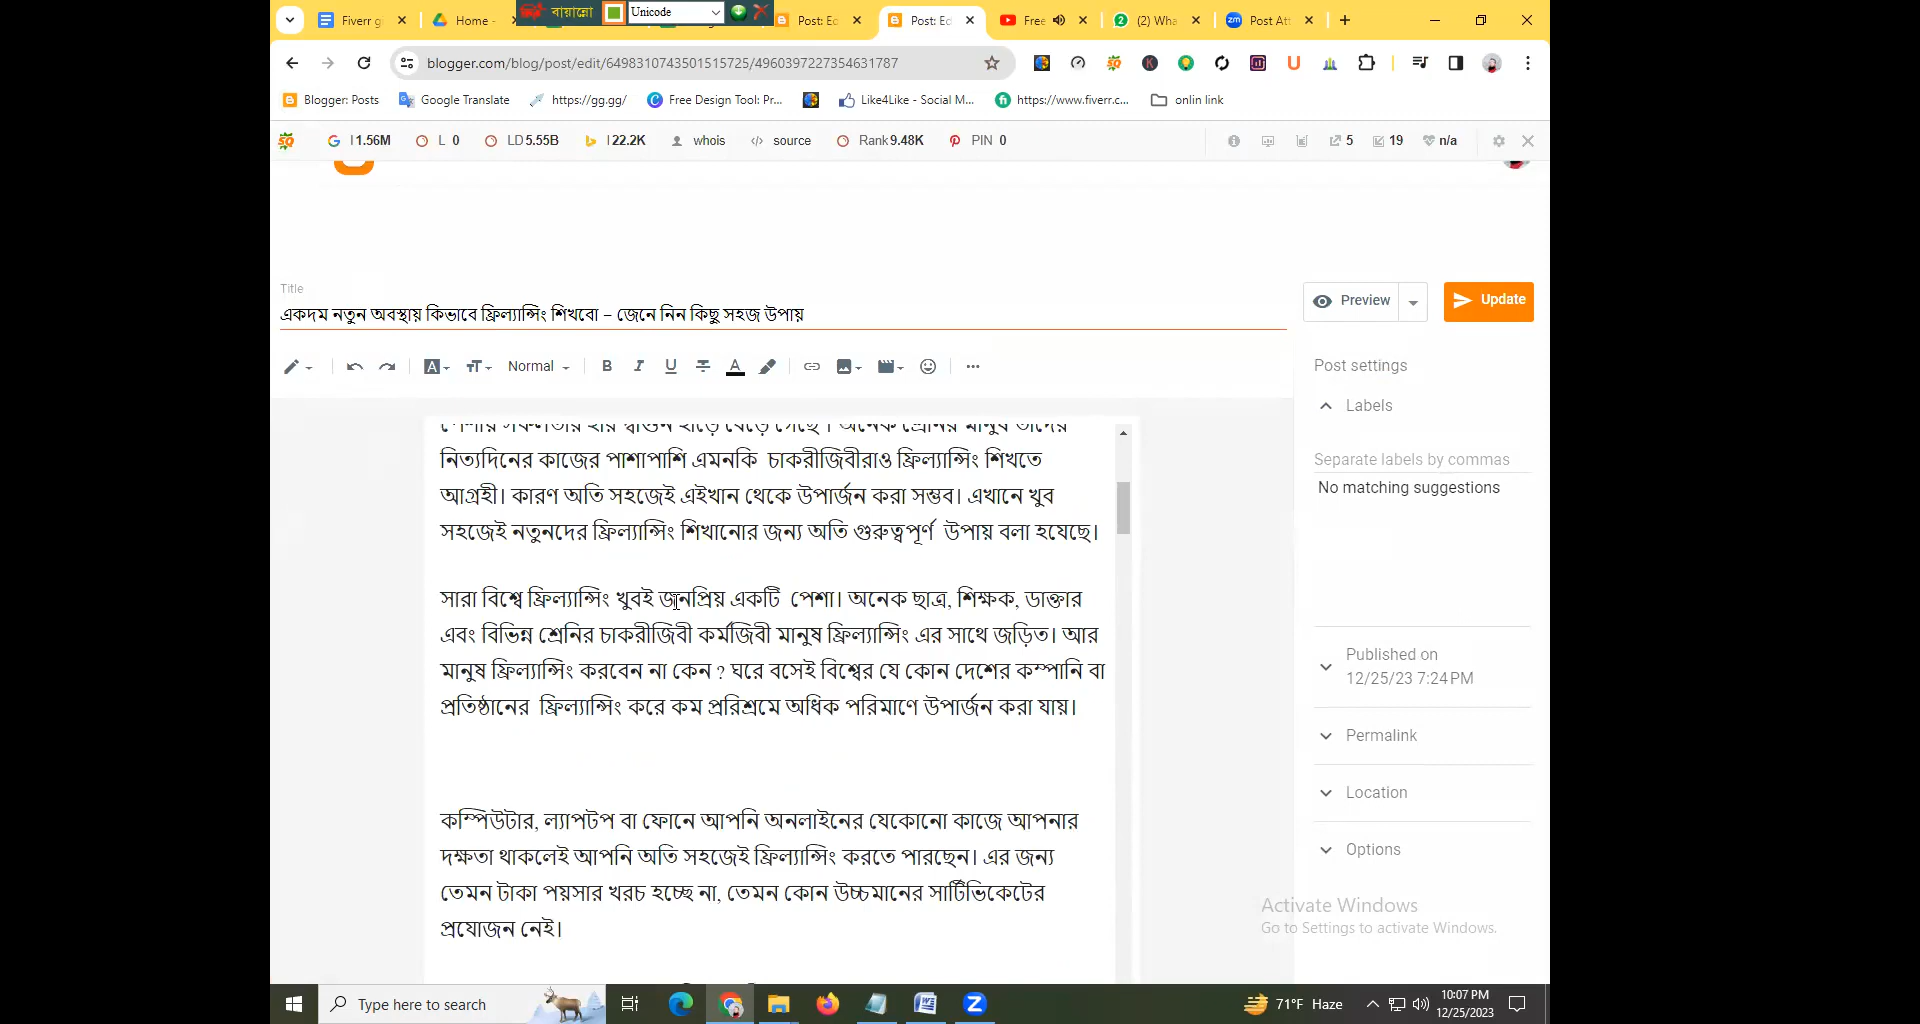 Fiverr g
Home -
বায়ান্নো
Unicode
Post: Ec
Post: Ec
Free
(2) Wha
Post Att
blogger.com/blog/post/edit/6498310743501515725/4960397227354631787
Blogger: Posts
Google Translate
https://gg.gg/
Free Design Tool: Pr...
Like4Like - Social M...
https://www.fiverr.c...
onlin link
I 1.56M
L 0
LD 5.55B
I 22.2K
whois
source
Rank 9.48K
PIN 0
5
19
n/a
Title
একদম নতুন অবস্থায় কিভাবে ফ্রিল্যান্সিং শিখবো – জেনে নিন কিছু সহজ উপায়
Preview
Update
Normal
Post settings
Labels
Separate labels by commas
No matching suggestions
Published on
12/25/23 7:24 PM
Permalink
Location
Options
পেশায় সফলতার হার দ্বিগুন হাড়ে বেড়ে গেছে। অনেক শ্রেনির মানুষ তাদের
নিত্যদিনের কাজের পাশাপাশি এমনকি চাকরীজিবীরাও ফ্রিল্যান্সিং শিখতে
আগ্রহী। কারণ অতি সহজেই এইখান থেকে উপার্জন করা সম্ভব। এখানে খুব
সহজেই নতুনদের ফ্রিল্যান্সিং শিখানোর জন্য অতি গুরুত্বপূর্ণ উপায় বলা হযেছে।
সারা বিশ্বে ফ্রিল্যান্সিং খুবই জনপ্রিয় একটি পেশা। অনেক ছাত্র, শিক্ষক, ডাক্তার
এবং বিভিন্ন শ্রেনির চাকরীজিবী কর্মজিবী মানুষ ফ্রিল্যান্সিং এর সাথে জড়িত। আর
মানুষ ফ্রিল্যান্সিং করবেন না কেন ? ঘরে বসেই বিশ্বের যে কোন দেশের কম্পানি বা
প্রতিষ্ঠানের ফ্রিল্যান্সিং করে কম প্ররিশ্রমে অধিক পরিমাণে উপার্জন করা যায়।
কম্পিউটার, ল্যাপটপ বা ফোনে আপনি অনলাইনের যেকোনো কাজে আপনার
দক্ষতা থাকলেই আপনি অতি সহজেই ফ্রিল্যান্সিং করতে পারছেন। এর জন্য
তেমন টাকা পয়সার খরচ হচ্ছে না, তেমন কোন উচ্চমানের সার্টিভিকেটের
প্রযোজন নেই।
Activate Windows
Go to Settings to activate Windows.
Type here to search
71°F Haze
10:07 PM
12/25/2023